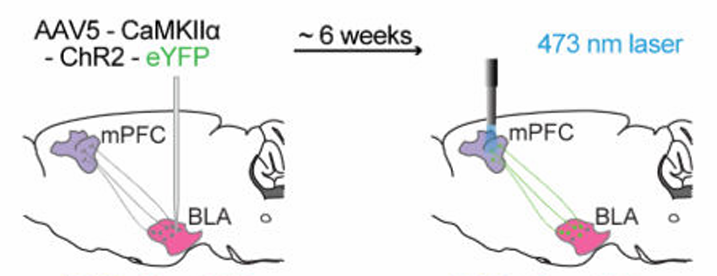 AAV5 - CaMKIIα
- ChR2 - eYFP
~ 6 weeks
473 nm laser
mPFC
BLA
mPFC
BLA